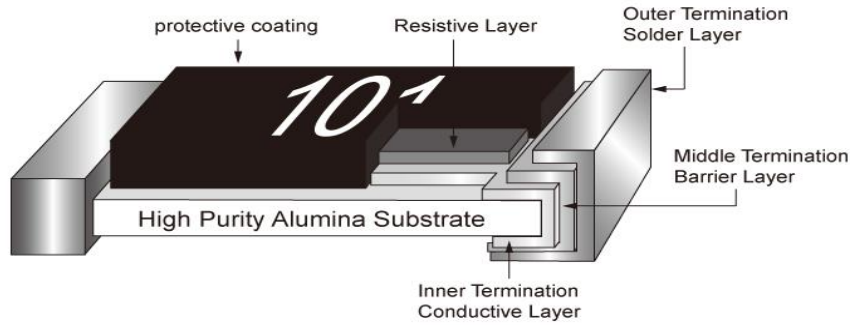 protective coating
Resistive Layer
Outer Termination
Solder Layer
101
Middle Termination
Barrier Layer
High Purity Alumina Substrate
Inner Termination
Conductive Layer